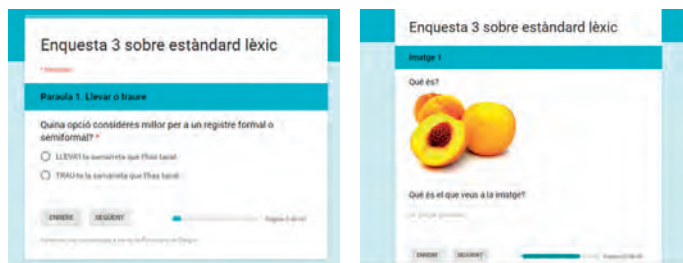 Enquesta 3 sobre estàndard lèxic
Paraula 1. Llevar o traure
Quina opció consideres millor per a un registre formal o
semiformal? *
LLEVA't la samarreta que t'has tacat.
TRAU-te la samarreta que t'has tacat.
ENRERE SEGÜENT
Enquesta 3 sobre estàndard lèxic
Imatge 1
Què és?
Què és el que veus a la imatge?
ENRERE SEGÜENT